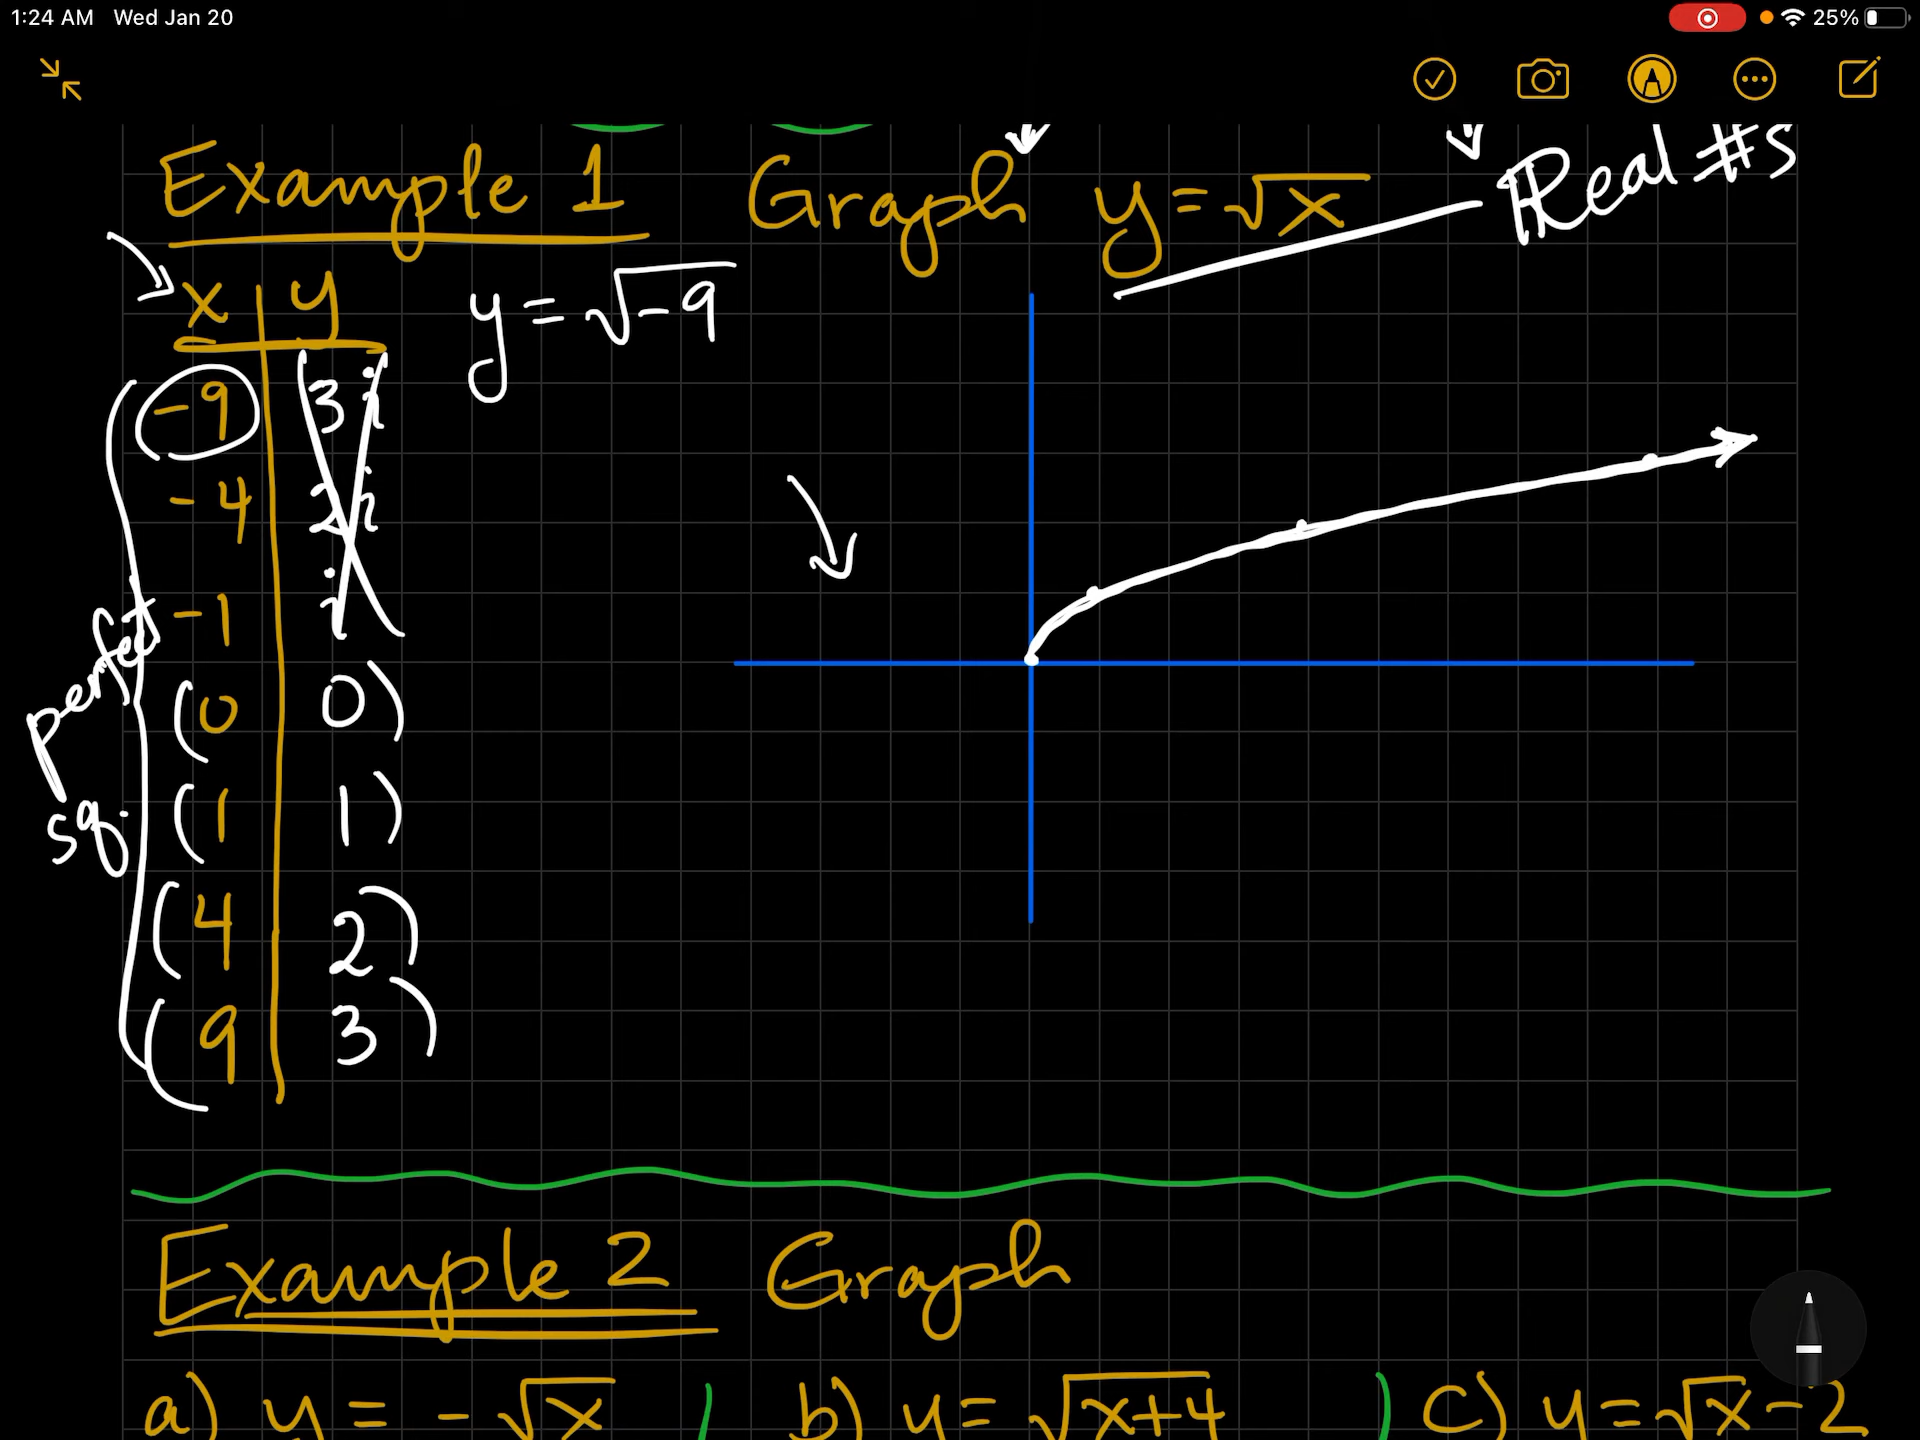 1:24 AM Wed Jan 20
25%
Example 1 Graph y = √x
Real #s
x | y
y = √-9
-9 | 3i
-4 | 2i
-1 | i
(0 | 0)
(1 | 1)
(4 | 2)
(9 | 3)
perfect
sq.
Example 2 Graph
a) y = -√x
b) y = √x+4
c) y = √x - 2